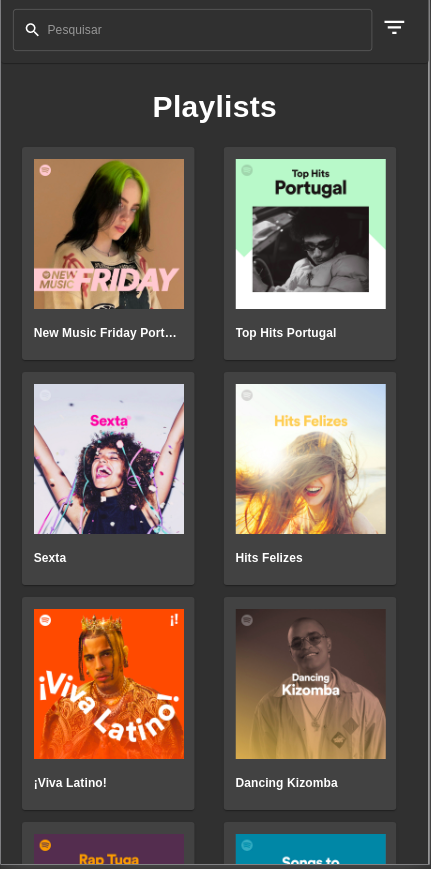 Pesquisar
Playlists
NEW
MUSIC
FRIDAY
New Music Friday Port...
Top Hits
Portugal
Top Hits Portugal
Sexta
Sexta
Hits Felizes
Hits Felizes
¡!
¡Viva Latino!
¡Viva Latino!
Dancing
Kizomba
Dancing Kizomba
Rap Tuga
Songs to